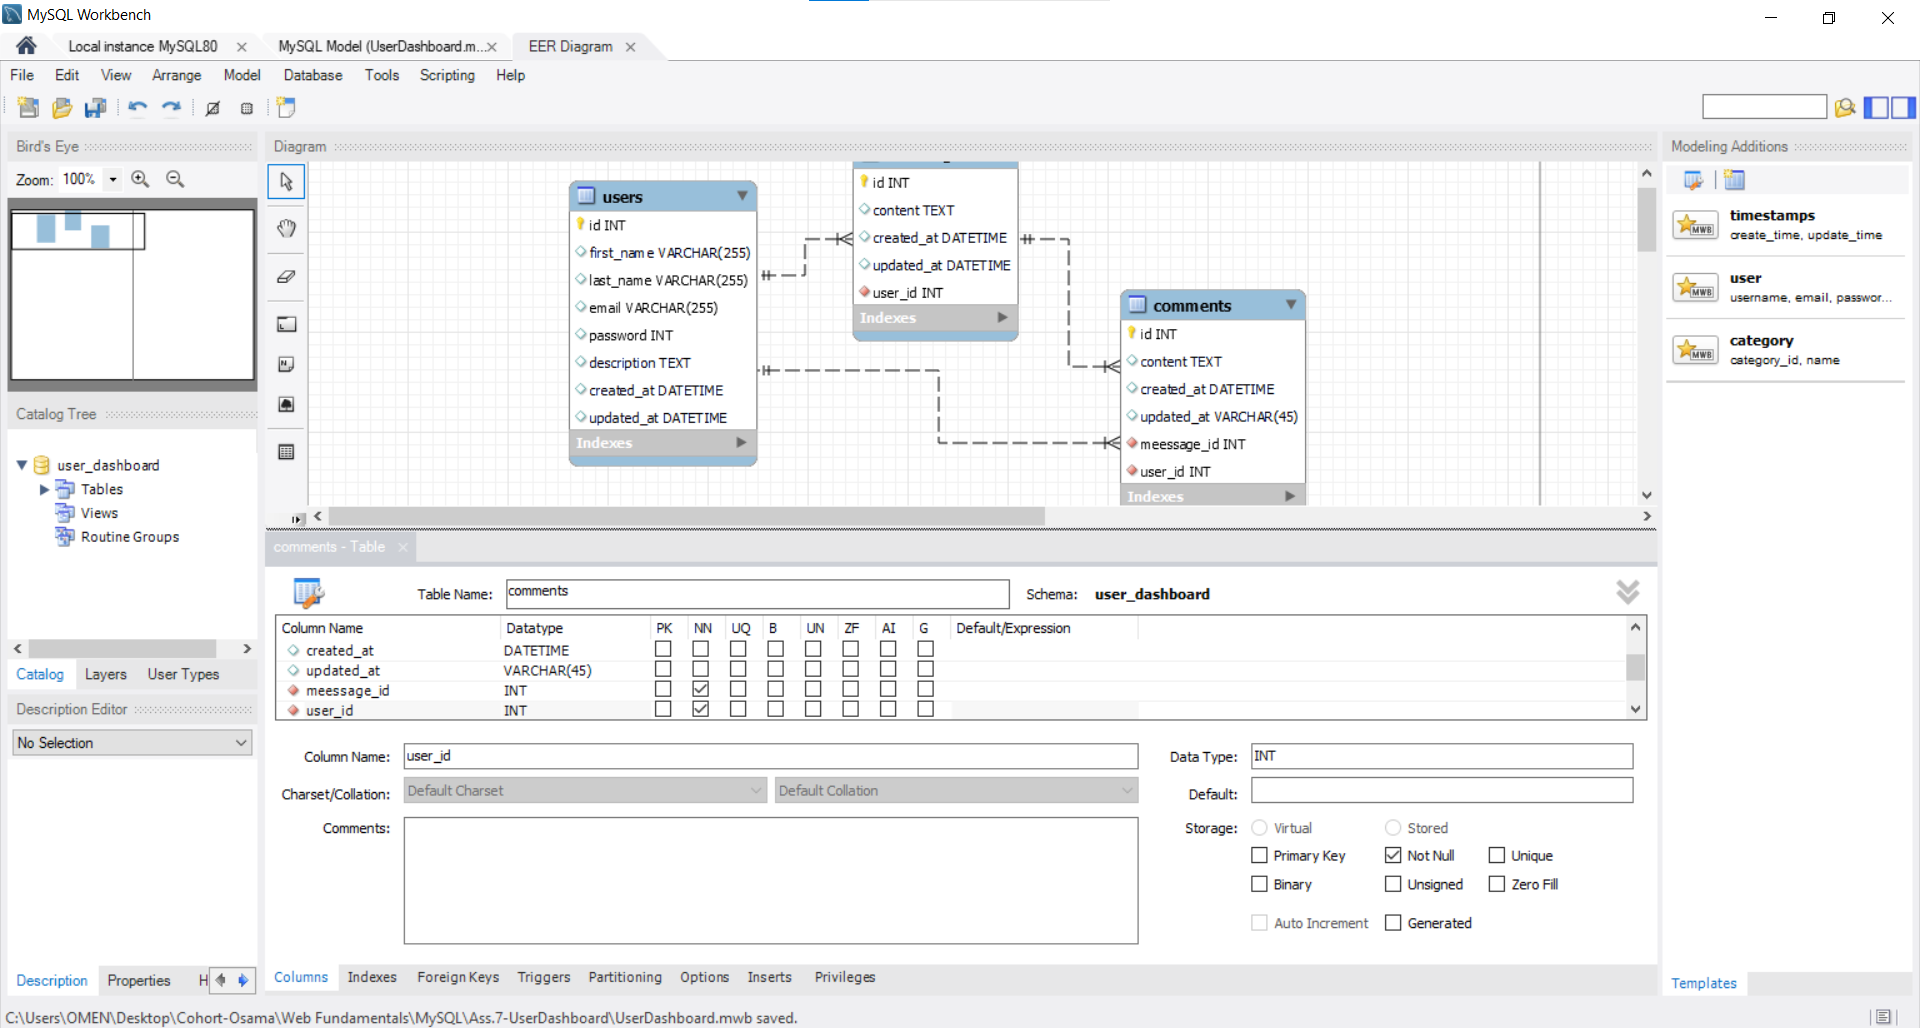 MySQL Workbench
Local instance MySQL80
MySQL Model (UserDashboard.m...
EER Diagram
File Edit View Arrange Model Database Tools Scripting Help
Bird's Eye
Zoom: 100%
Diagram
Modeling Additions
users
id INT
first_name VARCHAR(255)
last_name VARCHAR(255)
email VARCHAR(255)
password INT
description TEXT
created_at DATETIME
updated_at DATETIME
Indexes
id INT
content TEXT
created_at DATETIME
updated_at DATETIME
user_id INT
Indexes
comments
id INT
content TEXT
created_at DATETIME
updated_at VARCHAR(45)
meessage_id INT
user_id INT
Indexes
MWB
timestamps
create_time, update_time
MWB
user
username, email, passwor...
MWB
category
category_id, name
Catalog Tree
user_dashboard
Tables
Views
Routine Groups
Catalog Layers User Types
Description Editor
No Selection
Description Properties H
comments - Table
Table Name: comments Schema: user_dashboard
Column Name Datatype PK NN UQ B UN ZF AI G Default/Expression
created_at DATETIME
updated_at VARCHAR(45)
meessage_id INT
user_id INT
Column Name: user_id Data Type: INT
Charset/Collation: Default Charset Default Collation Default:
Comments: Storage: Virtual Stored
Primary Key Not Null Unique
Binary Unsigned Zero Fill
Auto Increment Generated
Columns Indexes Foreign Keys Triggers Partitioning Options Inserts Privileges
Templates
C:\Users\OMEN\Desktop\Cohort-Osama\Web Fundamentals\MySQL\Ass.7-UserDashboard\UserDashboard.mwb saved.